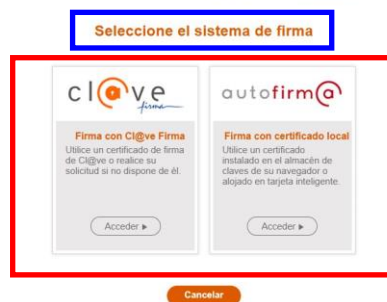 Seleccione el sistema de firma
cl@ve
firma
Firma con Cl@ve Firma
Utilice un certificado de firma
de Cl@ve o realice su
solicitud si no dispone de él.
Acceder
autofirm@
Firma con certificado local
Utilice un certificado
instalado en el almacén de
claves de su navegador o
alojado en tarjeta inteligente.
Acceder
Cancelar